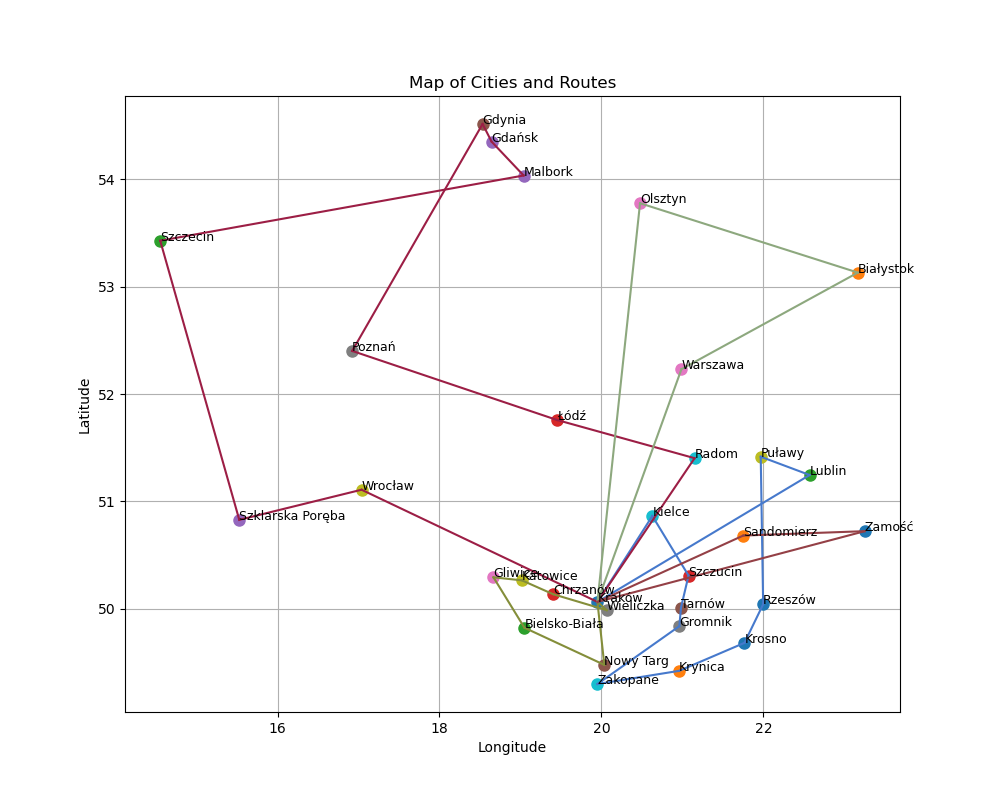 Map of Cities and Routes
Gdynia
Gdańsk
Malbork
Olsztyn
Szczecin
Białystok
Poznań
Warszawa
Łódź
Radom
Puławy
Lublin
Wrocław
Szklarska Poręba
Kielce
Sandomierz
Zamość
Gliwice
Katowice
Szczucin
Chrzanów
Kraków
Wieliczka
Tarnów
Rzeszów
Bielsko-Biała
Gromnik
Krosno
Nowy Targ
Krynica
Zakopane
54
53
52
51
50
Latitude
16 18 20 22
Longitude